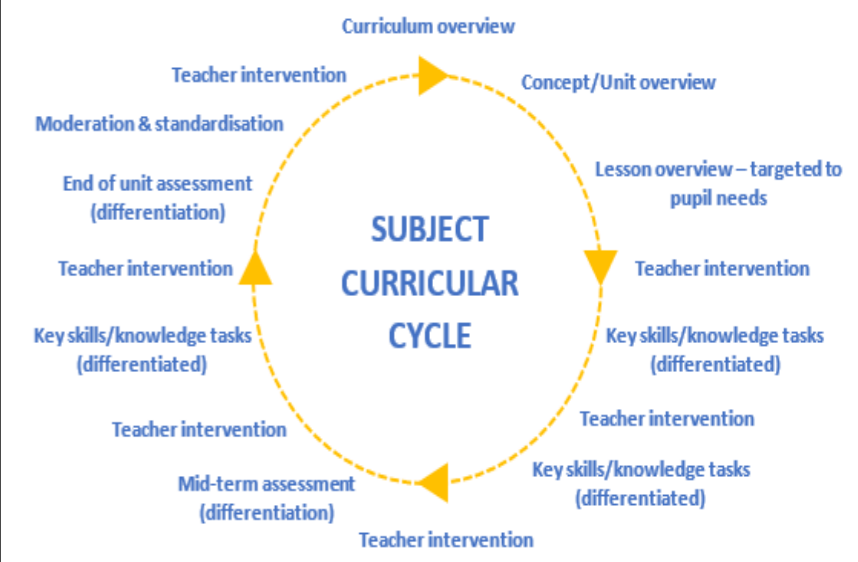 Curriculum overview
Concept/Unit overview
Lesson overview – targeted to
pupil needs
Teacher intervention
Key skills/knowledge tasks
(differentiated)
Teacher intervention
Key skills/knowledge tasks
(differentiated)
Teacher intervention
Mid-term assessment
(differentiation)
Teacher intervention
Key skills/knowledge tasks
(differentiated)
Teacher intervention
End of unit assessment
(differentiation)
Moderation & standardisation
Teacher intervention
SUBJECT
CURRICULAR
CYCLE